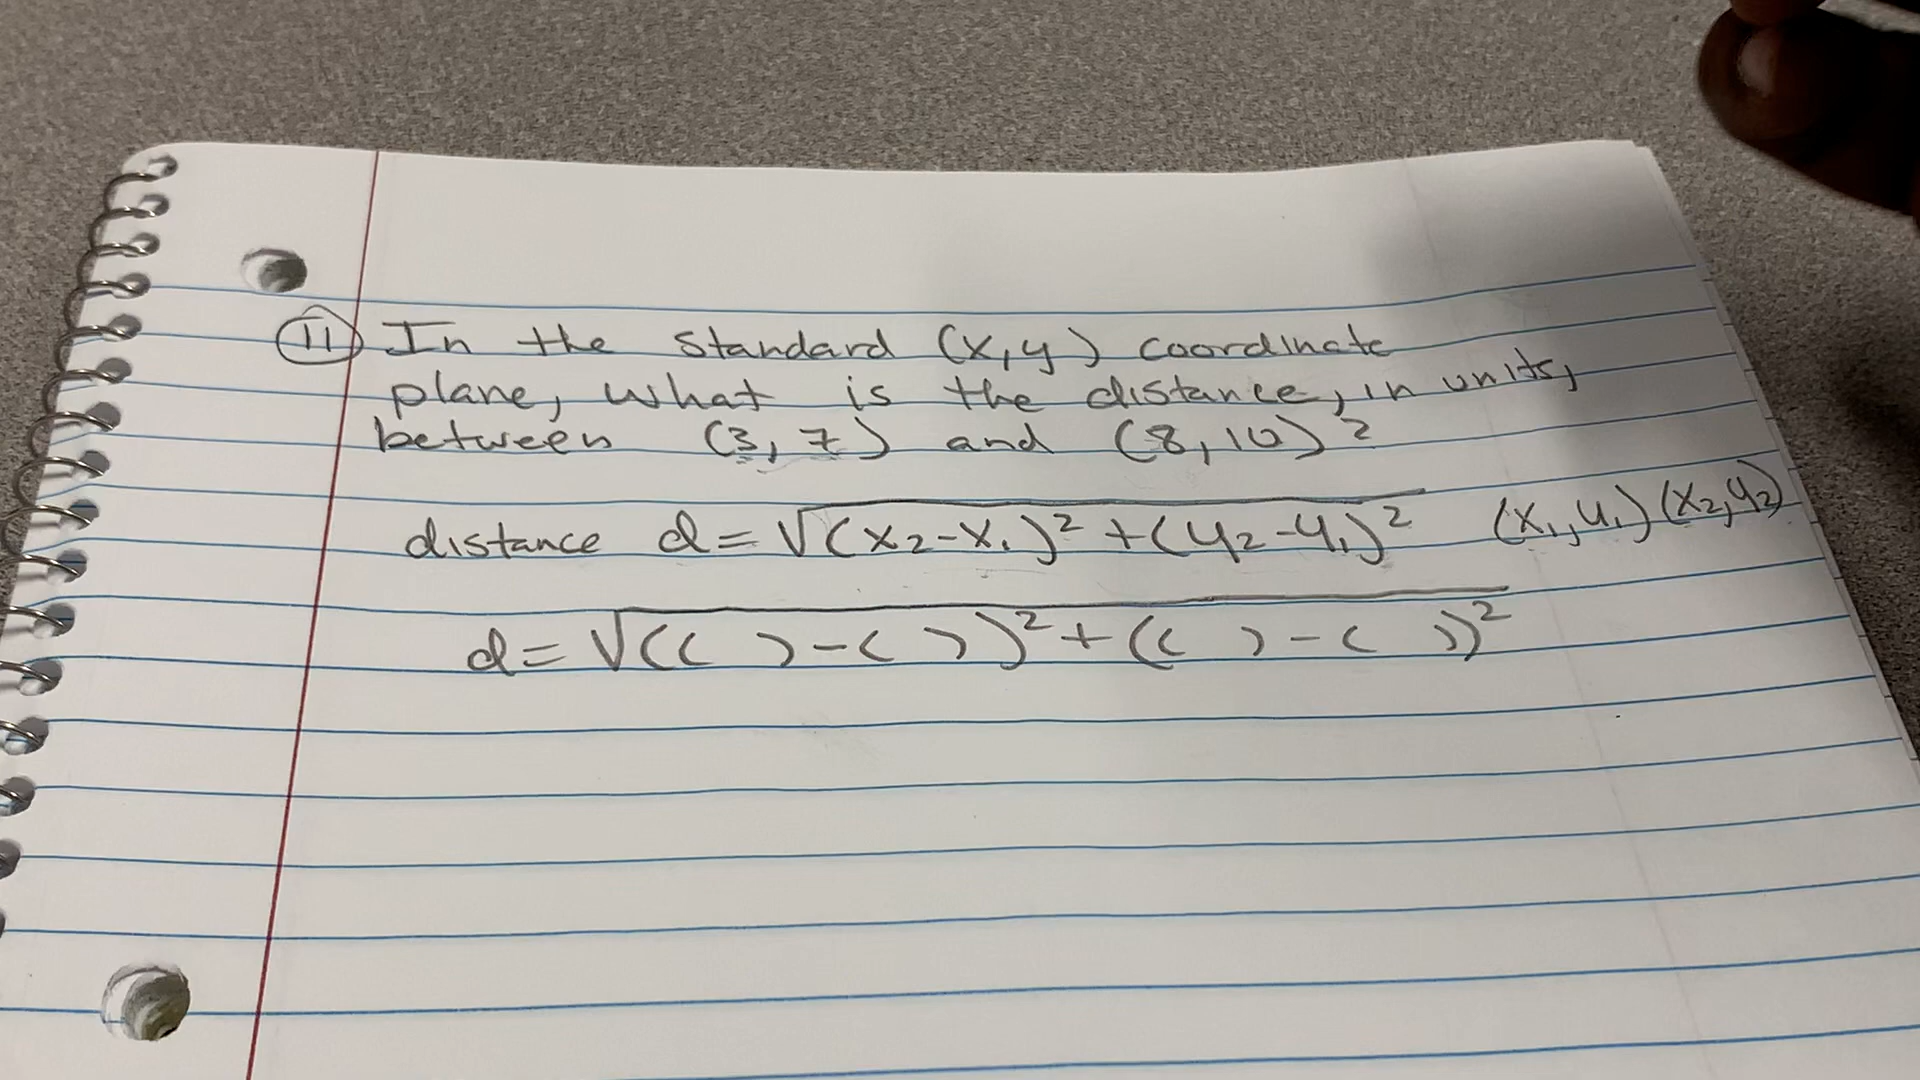 11 In the standard (x,y) coordinate
plane, what is the distance, in units,
between (3, 7) and (8, 10)?
distance d = √(x₂-x₁)² + (y₂-y₁)² (x₁,y₁) (x₂,y₂)
d = √(( ) - ( ))² + (( ) - ( ))²